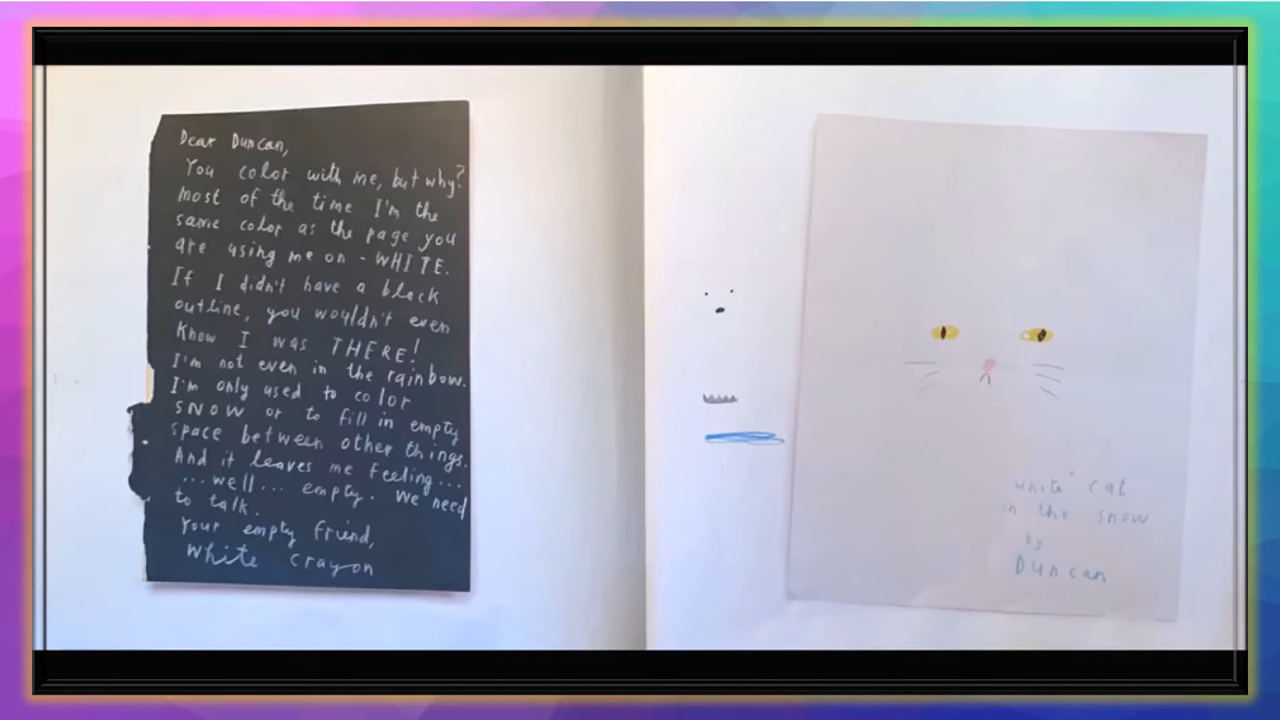 Dear Duncan,
You color with me, but why?
most of the time I'm the
same color as the page you
are using me on - WHITE.
If I didn't have a black
outline, you wouldn't even
know I was THERE!
I'm not even in the rainbow.
I'm only used to color
SNOW or to fill in empty
space between other things.
And it leaves me feeling...
...well... empty. We need
to talk.
Your empty friend,
White crayon
white cat
in the snow
by
Duncan